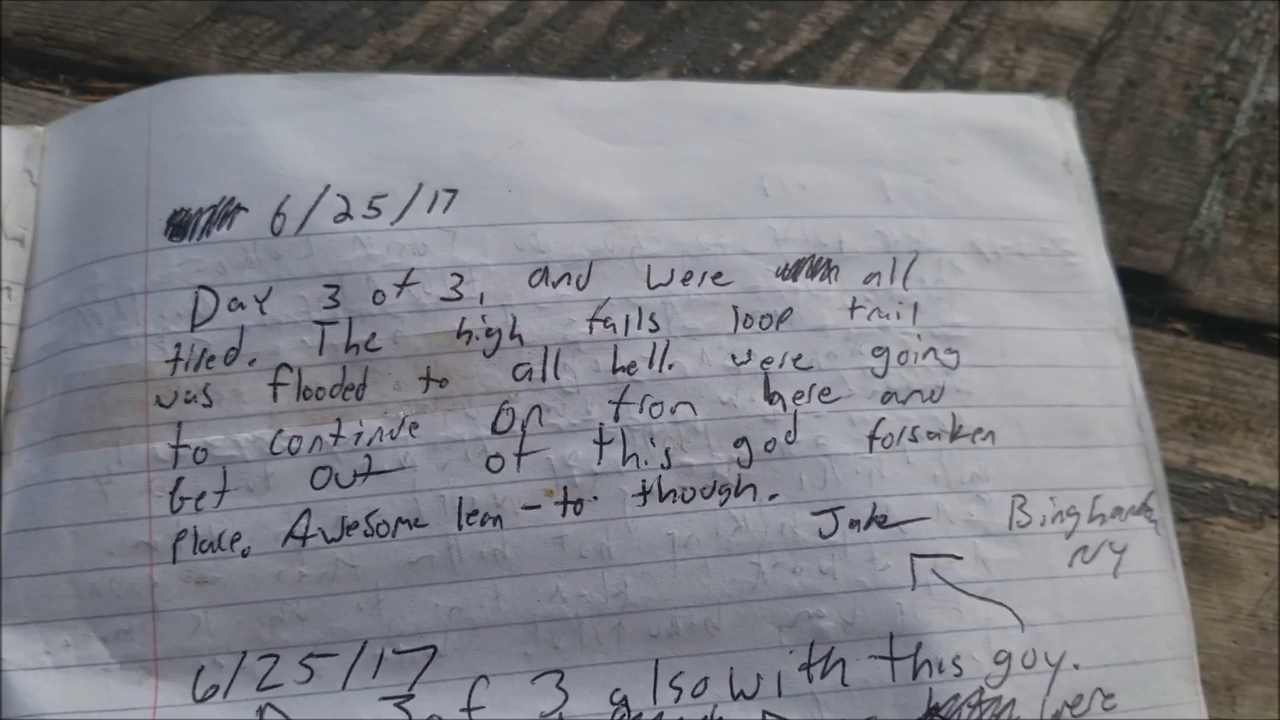 6/25/17
Day 3 of 3, and were all
tired. The high falls loop trail
was flooded to all hell. were going
to continue on from here and
get out of this god forsaken
place. Awesome lean-to though.
Jake Binghamton
NY
6/25/17
3 of 3 also with this guy.
were